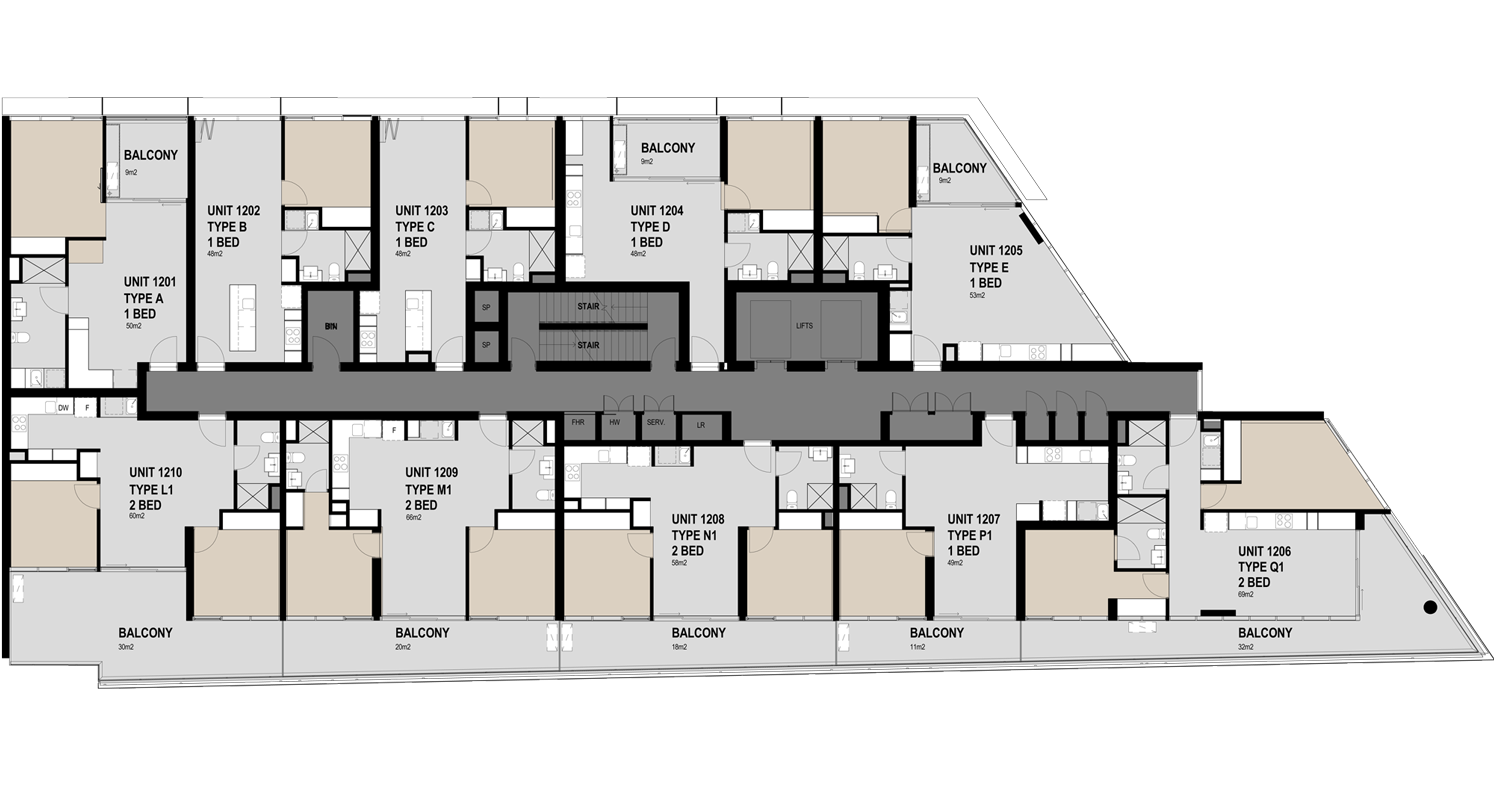 BALCONY
9m2
UNIT 1201
TYPE A
1 BED
50m2
UNIT 1202
TYPE B
1 BED
48m2
UNIT 1203
TYPE C
1 BED
48m2
BALCONY
9m2
UNIT 1204
TYPE D
1 BED
48m2
BALCONY
9m2
UNIT 1205
TYPE E
1 BED
53m2
BIN
SP
SP
STAIR
STAIR
LIFTS
FHR
HW
SERV.
LR
DW
F
UNIT 1210
TYPE L1
2 BED
60m2
F
UNIT 1209
TYPE M1
2 BED
66m2
UNIT 1208
TYPE N1
2 BED
58m2
UNIT 1207
TYPE P1
1 BED
49m2
UNIT 1206
TYPE Q1
2 BED
69m2
BALCONY
30m2
BALCONY
20m2
BALCONY
18m2
BALCONY
11m2
BALCONY
32m2